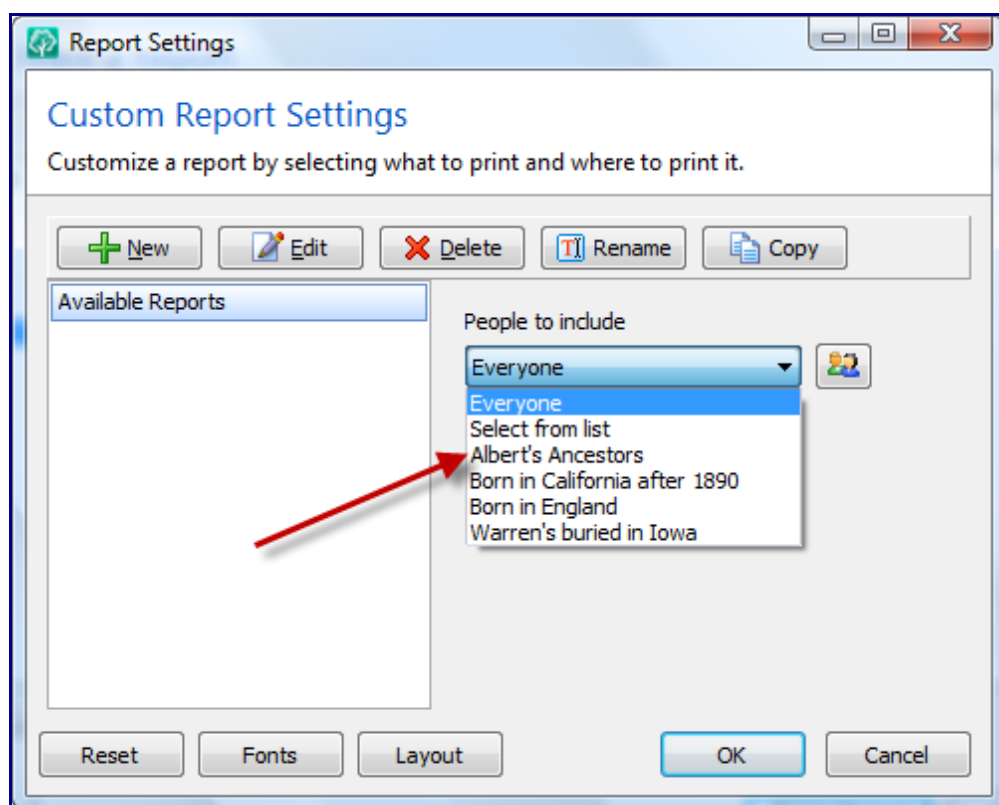 Report Settings
Custom Report Settings
Customize a report by selecting what to print and where to print it.
New Edit Delete Rename Copy
Available Reports
People to include
Everyone
Everyone
Select from list
Albert's Ancestors
Born in California after 1890
Born in England
Warren's buried in Iowa
Reset Fonts Layout OK Cancel